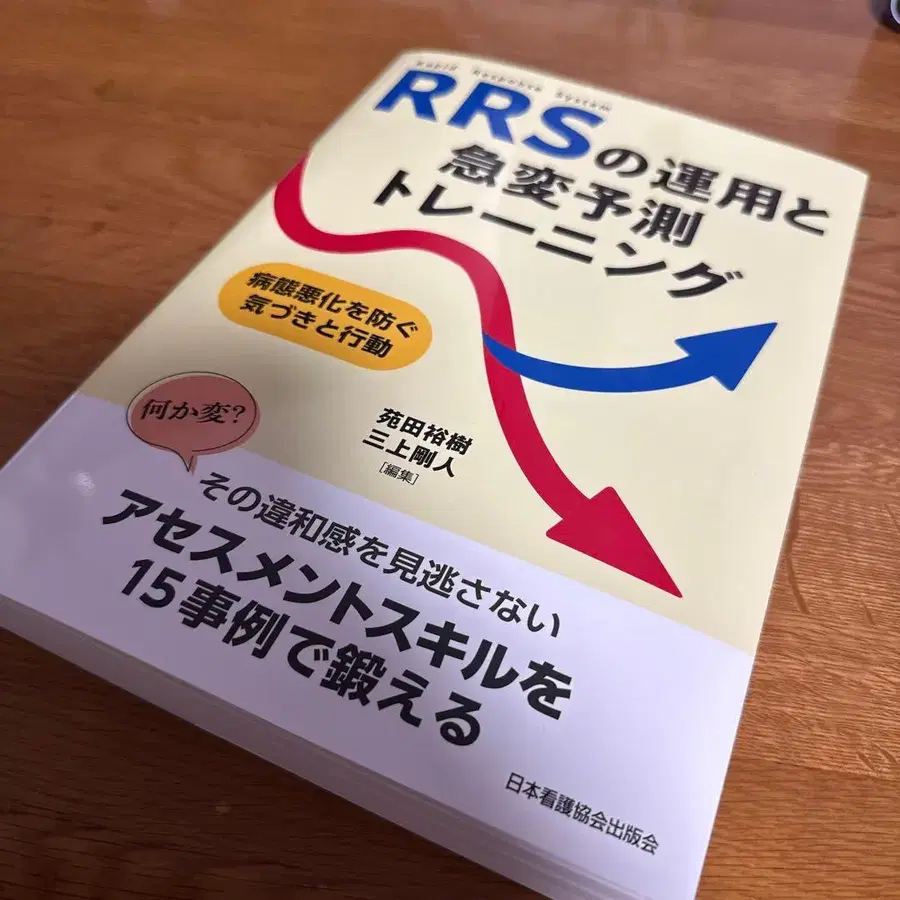 Rapid Response System
RRSの運用と
急変予測
トレーニング
病態悪化を防ぐ
気づきと行動
苑田裕樹
三上剛人
[編集]
何か変?
その違和感を見逃さない
アセスメントスキルを
15事例で鍛える
日本看護協会出版会